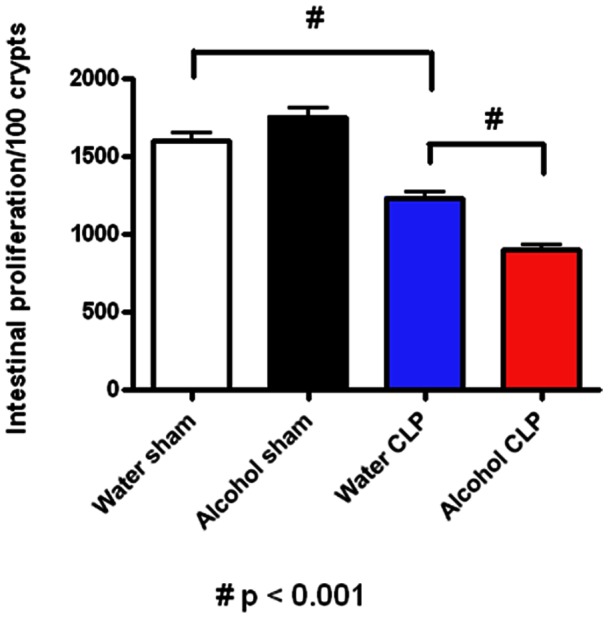 #
#
Intestinal proliferation/100 crypts
2000
1500
1000
500
0
Water sham
Alcohol sham
Water CLP
Alcohol CLP
# p < 0.001